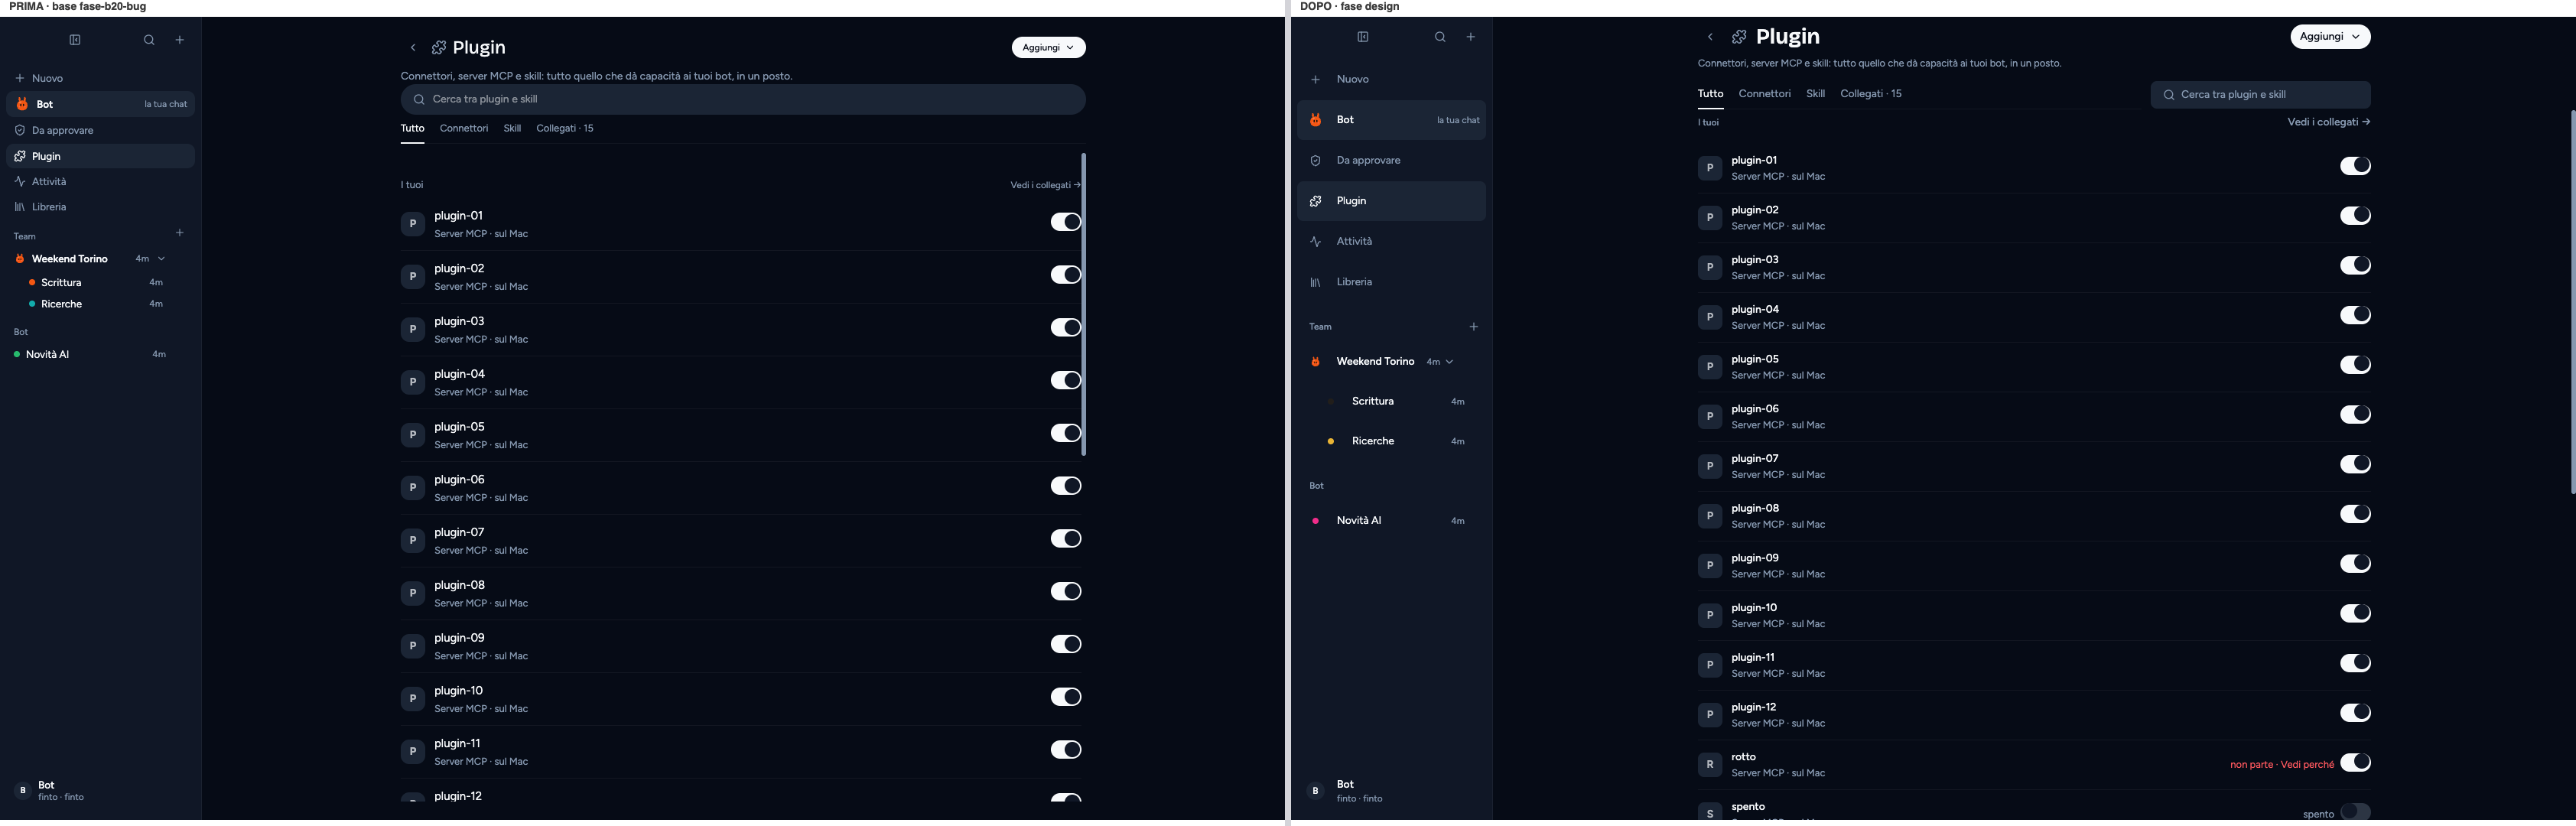 PRIMA · base fase-b20-bug
Nuovo
Bot la tua chat
Da approvare
Plugin
Attività
Libreria
Team
Weekend Torino 4m
Scrittura 4m
Ricerche 4m
Bot
Novità AI 4m
B Bot
finto · finto
Plugin Aggiungi
Connettori, server MCP e skill: tutto quello che dà capacità ai tuoi bot, in un posto.
Cerca tra plugin e skill
Tutto Connettori Skill Collegati · 15
I tuoi Vedi i collegati →
P plugin-01
Server MCP · sul Mac
P plugin-02
Server MCP · sul Mac
P plugin-03
Server MCP · sul Mac
P plugin-04
Server MCP · sul Mac
P plugin-05
Server MCP · sul Mac
P plugin-06
Server MCP · sul Mac
P plugin-07
Server MCP · sul Mac
P plugin-08
Server MCP · sul Mac
P plugin-09
Server MCP · sul Mac
P plugin-10
Server MCP · sul Mac
P plugin-11
Server MCP · sul Mac
plugin-12
DOPO · fase design
Nuovo
Bot la tua chat
Da approvare
Plugin
Attività
Libreria
Team
Weekend Torino 4m
Scrittura 4m
Ricerche 4m
Bot
Novità AI 4m
B Bot
finto · finto
Plugin Aggiungi
Connettori, server MCP e skill: tutto quello che dà capacità ai tuoi bot, in un posto.
Tutto Connettori Skill Collegati · 15 Cerca tra plugin e skill
I tuoi Vedi i collegati →
P plugin-01
Server MCP · sul Mac
P plugin-02
Server MCP · sul Mac
P plugin-03
Server MCP · sul Mac
P plugin-04
Server MCP · sul Mac
P plugin-05
Server MCP · sul Mac
P plugin-06
Server MCP · sul Mac
P plugin-07
Server MCP · sul Mac
P plugin-08
Server MCP · sul Mac
P plugin-09
Server MCP · sul Mac
P plugin-10
Server MCP · sul Mac
P plugin-11
Server MCP · sul Mac
P plugin-12
Server MCP · sul Mac
R rotto non parte · Vedi perché
Server MCP · sul Mac
S spento spento